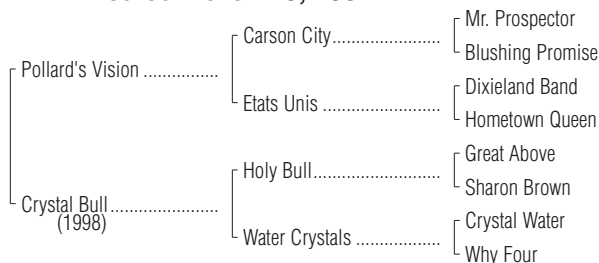 Mr. Prospector
Carson City
Blushing Promise
Pollard's Vision
Dixieland Band
Etats Unis
Hometown Queen
Great Above
Holy Bull
Sharon Brown
Crystal Bull
(1998)
Crystal Water
Water Crystals
Why Four